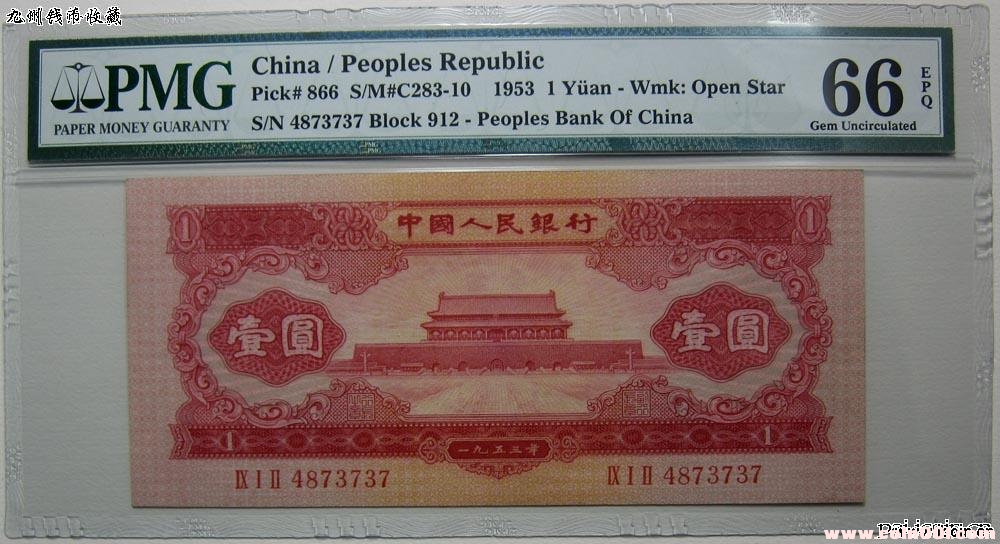 九州钱币收藏
PMG
PAPER MONEY GUARANTY
China / Peoples Republic
Pick# 866 S/M#C283-10 1953 1 Yüan - Wmk: Open Star
S/N 4873737 Block 912 - Peoples Bank Of China
66
EPQ
Gem Uncirculated
1
中國人民銀行
1
壹圓
壹圓
1
一九五三年
1
IX I II 4873737
IX I II 4873737